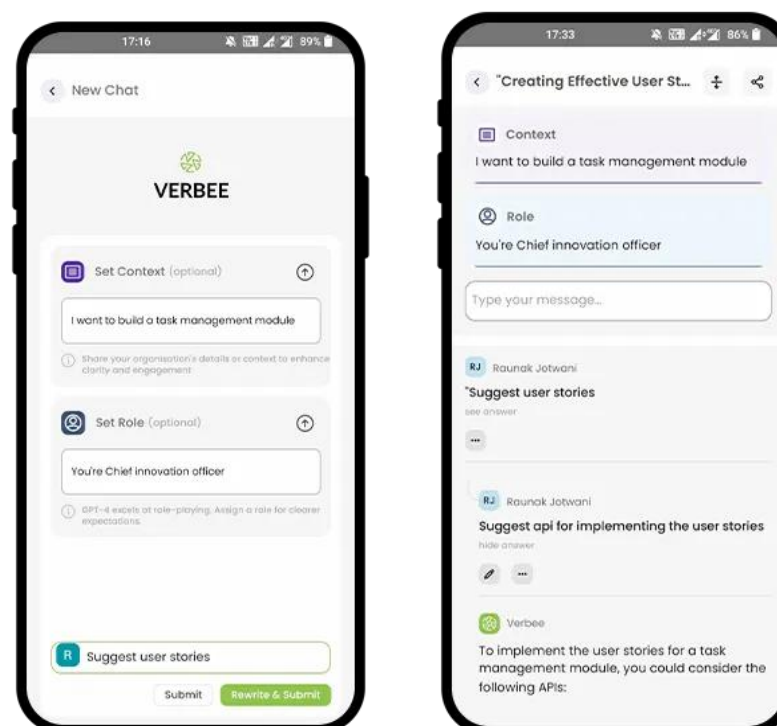 17:16
89%
New Chat
VERBEE
Set Context (optional)
I want to build a task management module
Share your organisation's details or context to enhance
clarity and engagement
Set Role (optional)
You're Chief innovation officer
GPT-4 excels at role-playing. Assign a role for clearer
expectations.
R Suggest user stories
Submit
Rewrite & Submit
17:33
86%
"Creating Effective User St...
Context
I want to build a task management module
Role
You're Chief innovation officer
Type your message...
RJ Raunak Jotwani
"Suggest user stories
see answer
RJ Raunak Jotwani
Suggest api for implementing the user stories
hide answer
Verbee
To implement the user stories for a task
management module, you could consider the
following APIs: